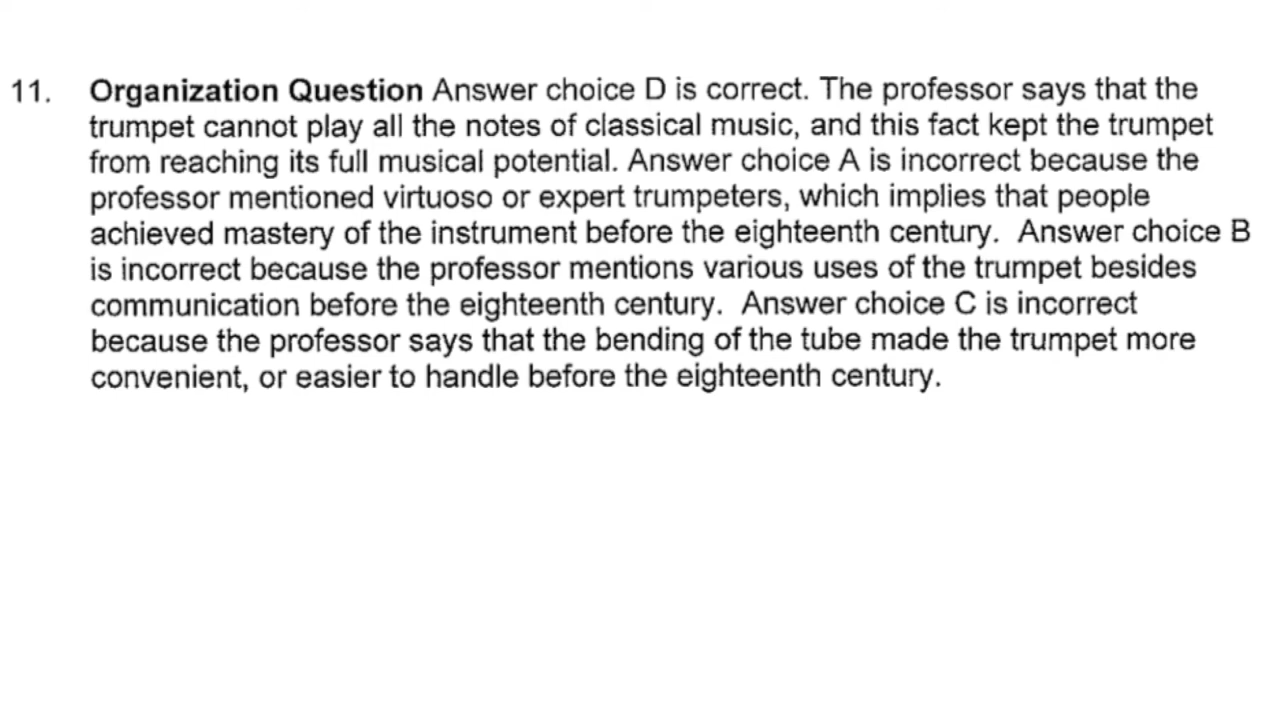 11. Organization Question Answer choice D is correct. The professor says that the
trumpet cannot play all the notes of classical music, and this fact kept the trumpet
from reaching its full musical potential. Answer choice A is incorrect because the
professor mentioned virtuoso or expert trumpeters, which implies that people
achieved mastery of the instrument before the eighteenth century. Answer choice B
is incorrect because the professor mentions various uses of the trumpet besides
communication before the eighteenth century. Answer choice C is incorrect
because the professor says that the bending of the tube made the trumpet more
convenient, or easier to handle before the eighteenth century.